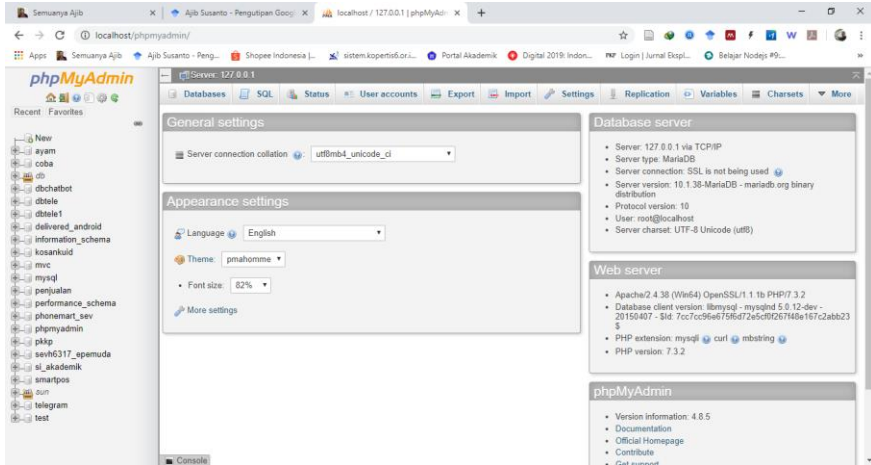 Semuanya Ajib
Ajib Susanto - Pengutipan Goog
localhost / 127.0.0.1 | phpMyAdm
localhost/phpmyadmin/
Apps
Semuanya Ajib
Ajib Susanto - Peng...
Shopee Indonesia |...
sistem.kopertis6.or.i...
Portal Akademik
Digital 2019: Indon...
PKP Login | Jurnal Ekspl...
Belajar Nodejs #9:...
phpMyAdmin
Recent Favorites
New
ayam
coba
db
dbchatbot
dbtele
dbtele1
delivered_android
information_schema
kosankuid
mvc
mysql
penjualan
performance_schema
phonemart_sev
phpmyadmin
pkkp
sevh6317_epemuda
si_akademik
smartpos
sun
telegram
test
Server: 127.0.0.1
Databases SQL Status User accounts Export Import Settings Replication Variables Charsets More
General settings
Server connection collation : utf8mb4_unicode_ci
Appearance settings
Language English
Theme: pmahomme
Font size: 82%
More settings
Database server
Server: 127.0.0.1 via TCP/IP
Server type: MariaDB
Server connection: SSL is not being used
Server version: 10.1.38-MariaDB - mariadb.org binary
distribution
Protocol version: 10
User: root@localhost
Server charset: UTF-8 Unicode (utf8)
Web server
Apache/2.4.38 (Win64) OpenSSL/1.1.1b PHP/7.3.2
Database client version: libmysql - mysqlnd 5.0.12-dev -
20150407 - $Id: 7cc7cc96e675f6d72e5cf0f267f48e167c2abb23
$
PHP extension: mysqli curl mbstring
PHP version: 7.3.2
phpMyAdmin
Version information: 4.8.5
Documentation
Official Homepage
Contribute
Get support
Console